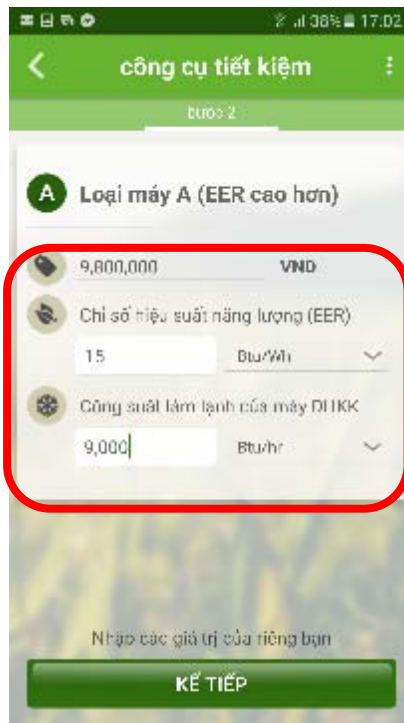 38% 17:02
công cụ tiết kiệm
bước 2
A Loại máy A (EER cao hơn)
9,800,000 VND
Chỉ số hiệu suất năng lượng (EER)
15 Btu/Wh
Công suất làm lạnh của máy ĐHKK
9,000 Btu/hr
Nhập các giá trị của riêng bạn
KẾ TIẾP